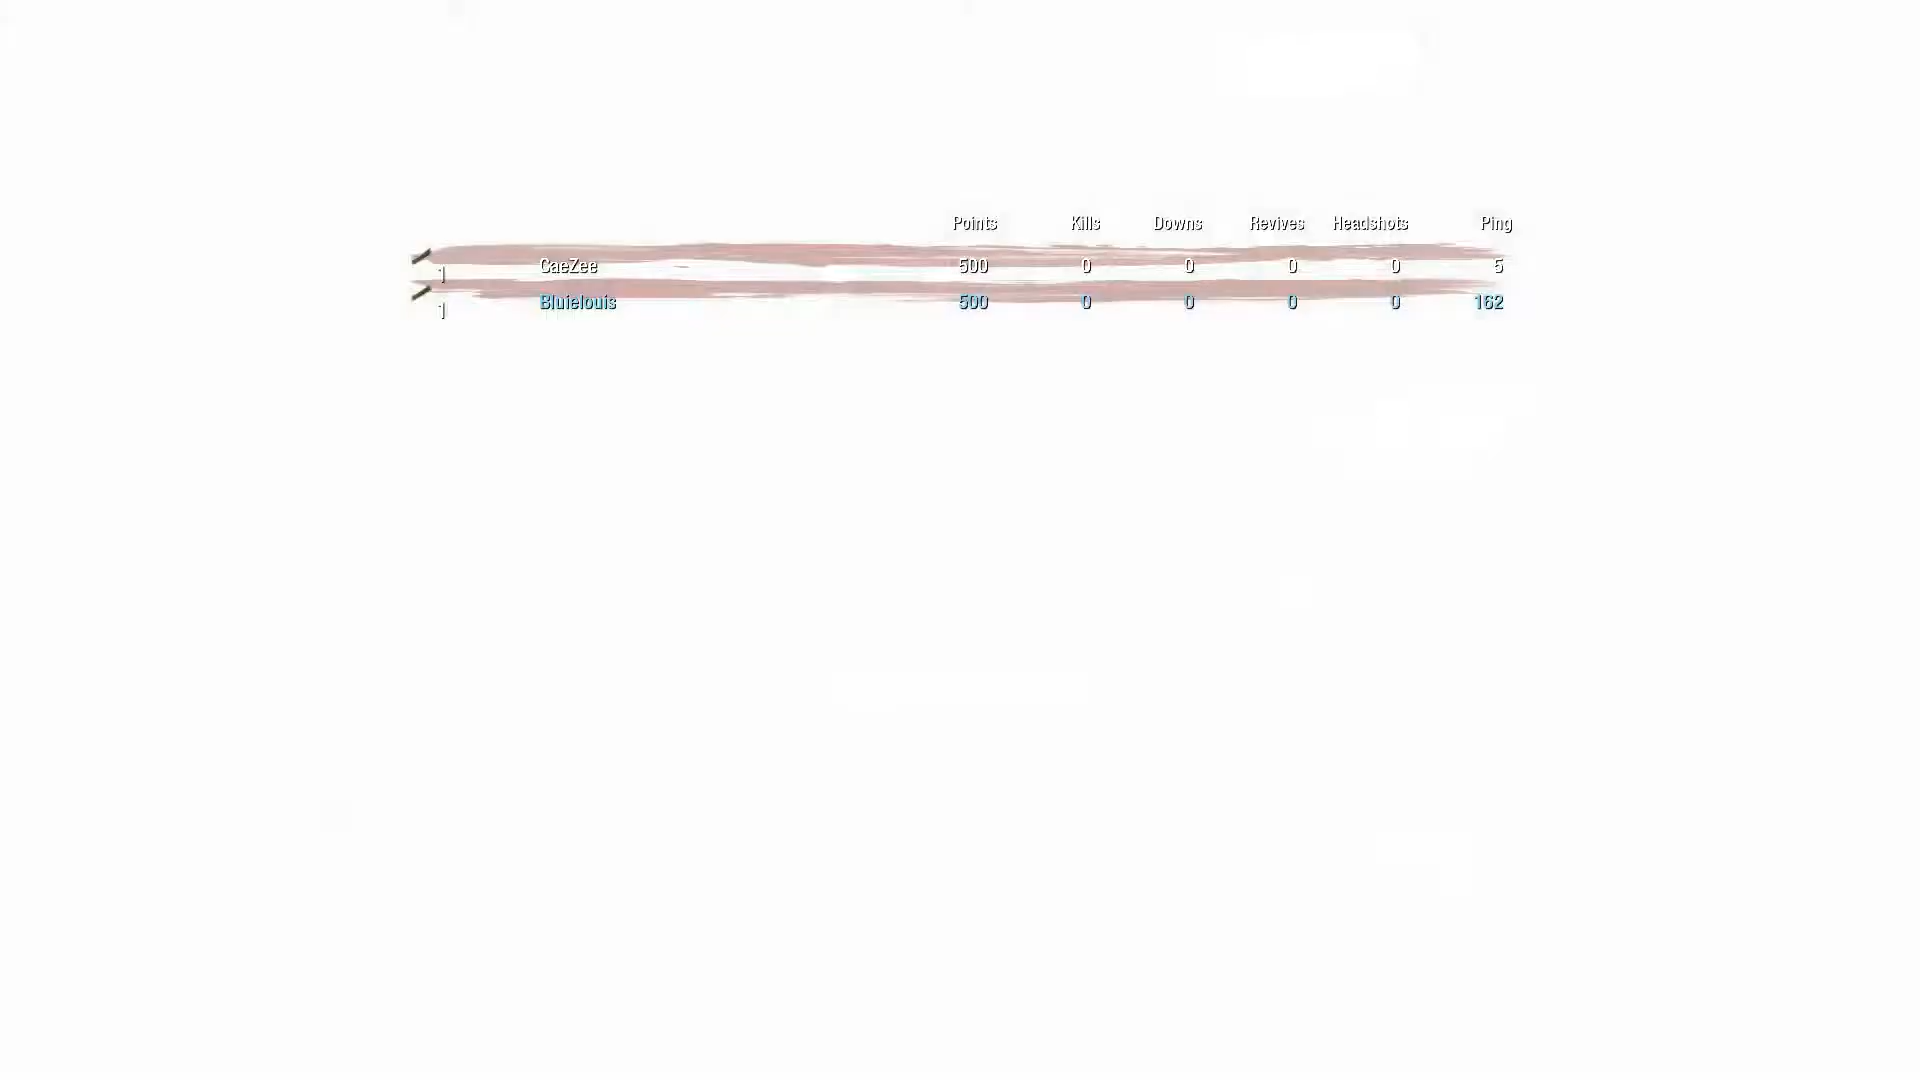 Points Kills Downs Revives Headshots Ping
1 CaeZee 500 0 0 0 0 5
1 Bluielouis 500 0 0 0 0 162